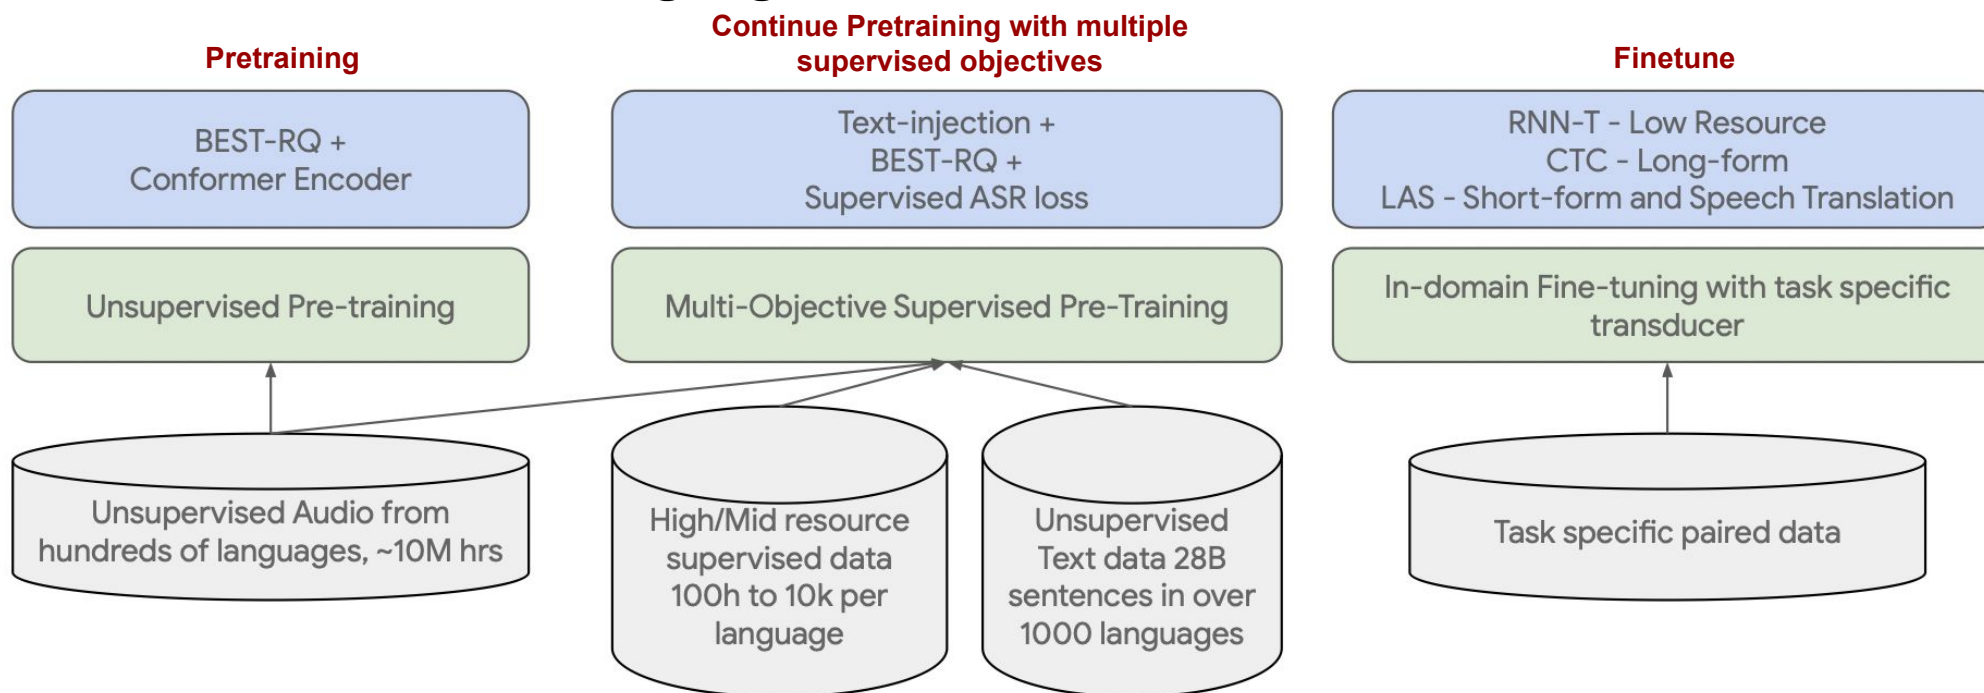 Pretraining
Continue Pretraining with multiple
supervised objectives
Finetune
BEST-RQ +
Conformer Encoder
Text-injection +
BEST-RQ +
Supervised ASR loss
RNN-T - Low Resource
CTC - Long-form
LAS - Short-form and Speech Translation
Unsupervised Pre-training
Multi-Objective Supervised Pre-Training
In-domain Fine-tuning with task specific
transducer
Unsupervised Audio from
hundreds of languages, ~10M hrs
High/Mid resource
supervised data
100h to 10k per
language
Unsupervised
Text data 28B
sentences in over
1000 languages
Task specific paired data